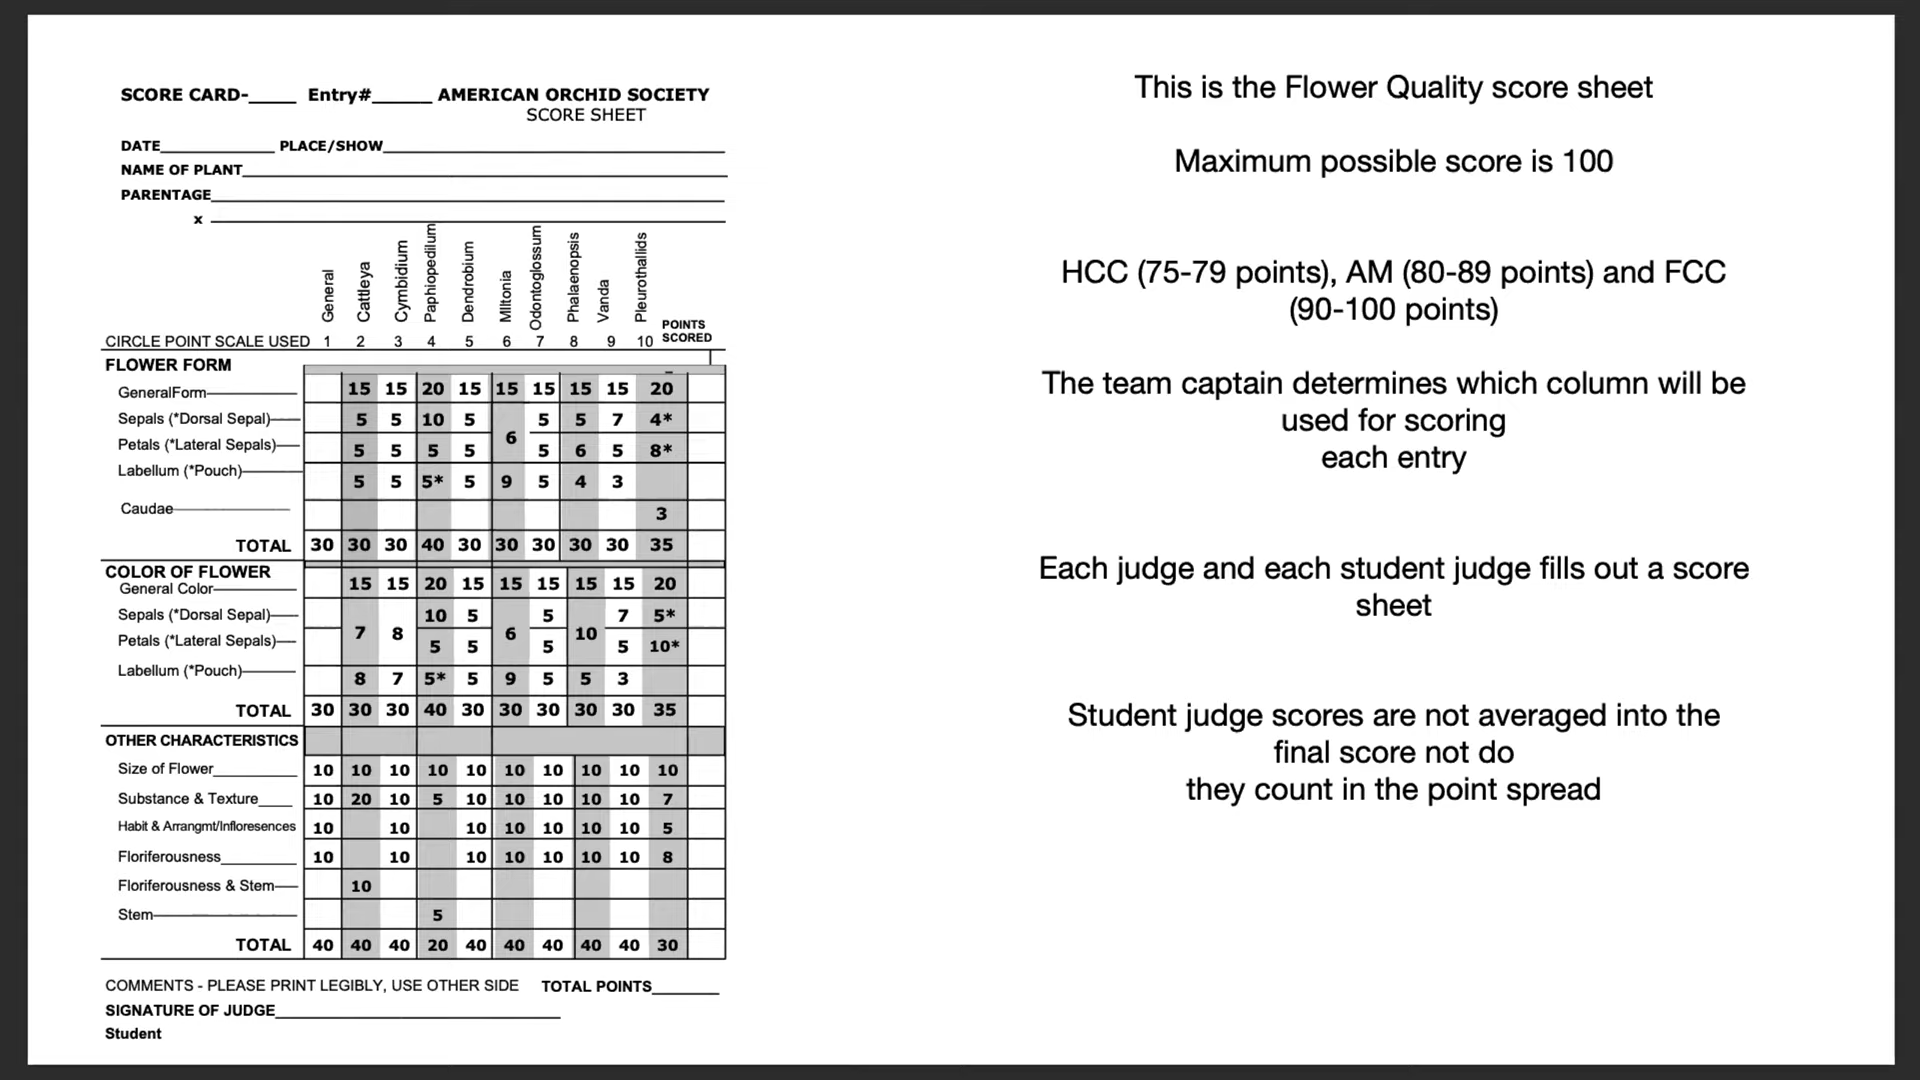 SCORE CARD-____ Entry#_____ AMERICAN ORCHID SOCIETY
SCORE SHEET
DATE____________ PLACE/SHOW____________
NAME OF PLANT____________
PARENTAGE____________
x ____________
General Cattleya Cymbidium Paphiopedilum Dendrobium MIltonia Odontoglossum Phalaenopsis Vanda Pleurothallids
POINTS
CIRCLE POINT SCALE USED 1 2 3 4 5 6 7 8 9 10 SCORED
FLOWER FORM
GeneralForm 15 15 20 15 15 15 15 15 20
Sepals (*Dorsal Sepal) 5 5 10 5 5 5 7 4*
6
Petals (*Lateral Sepals) 5 5 5 5 5 6 5 8*
Labellum (*Pouch) 5 5 5* 5 9 5 4 3
Caudae 3
TOTAL 30 30 30 40 30 30 30 30 30 35
COLOR OF FLOWER
General Color 15 15 20 15 15 15 15 15 20
Sepals (*Dorsal Sepal) 10 5 5 7 5*
7 8 6 10
Petals (*Lateral Sepals) 5 5 5 5 10*
Labellum (*Pouch) 8 7 5* 5 9 5 5 3
TOTAL 30 30 30 40 30 30 30 30 30 35
OTHER CHARACTERISTICS
Size of Flower 10 10 10 10 10 10 10 10 10 10
Substance & Texture 10 20 10 5 10 10 10 10 10 7
Habit & Arrangmt/Infloresences 10 10 10 10 10 10 10 5
Floriferousness 10 10 10 10 10 10 10 8
Floriferousness & Stem 10
Stem 5
TOTAL 40 40 40 20 40 40 40 40 40 30
COMMENTS - PLEASE PRINT LEGIBLY, USE OTHER SIDE TOTAL POINTS_______
SIGNATURE OF JUDGE____________
Student
This is the Flower Quality score sheet
Maximum possible score is 100
HCC (75-79 points), AM (80-89 points) and FCC
(90-100 points)
The team captain determines which column will be
used for scoring
each entry
Each judge and each student judge fills out a score
sheet
Student judge scores are not averaged into the
final score not do
they count in the point spread